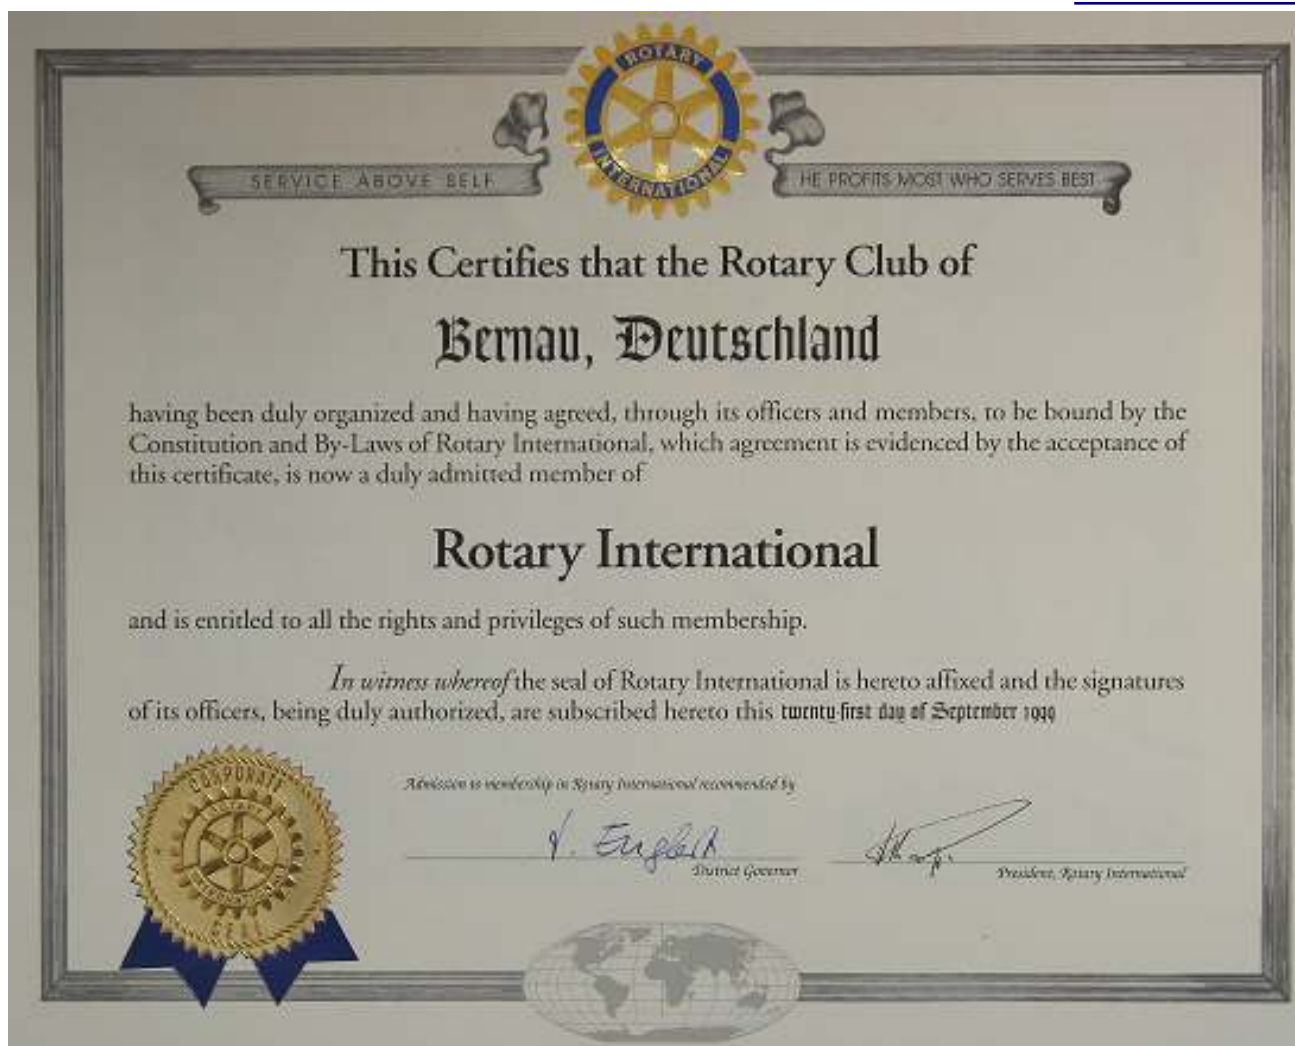 ROTARY
INTERNATIONAL
SERVICE ABOVE SELF
HE PROFITS MOST WHO SERVES BEST
This Certifies that the Rotary Club of
Bernau, Deutschland
having been duly organized and having agreed, through its officers and members, to be bound by the
Constitution and By-Laws of Rotary International, which agreement is evidenced by the acceptance of
this certificate, is now a duly admitted member of
Rotary International
and is entitled to all the rights and privileges of such membership.
In witness whereof the seal of Rotary International is hereto affixed and the signatures
of its officers, being duly authorized, are subscribed hereto this twenty-first day of September 1999
CORPORATE
ROTARY
INTERNATIONAL
SEAL
Admission to membership in Rotary International recommended by
District Governor
President, Rotary International